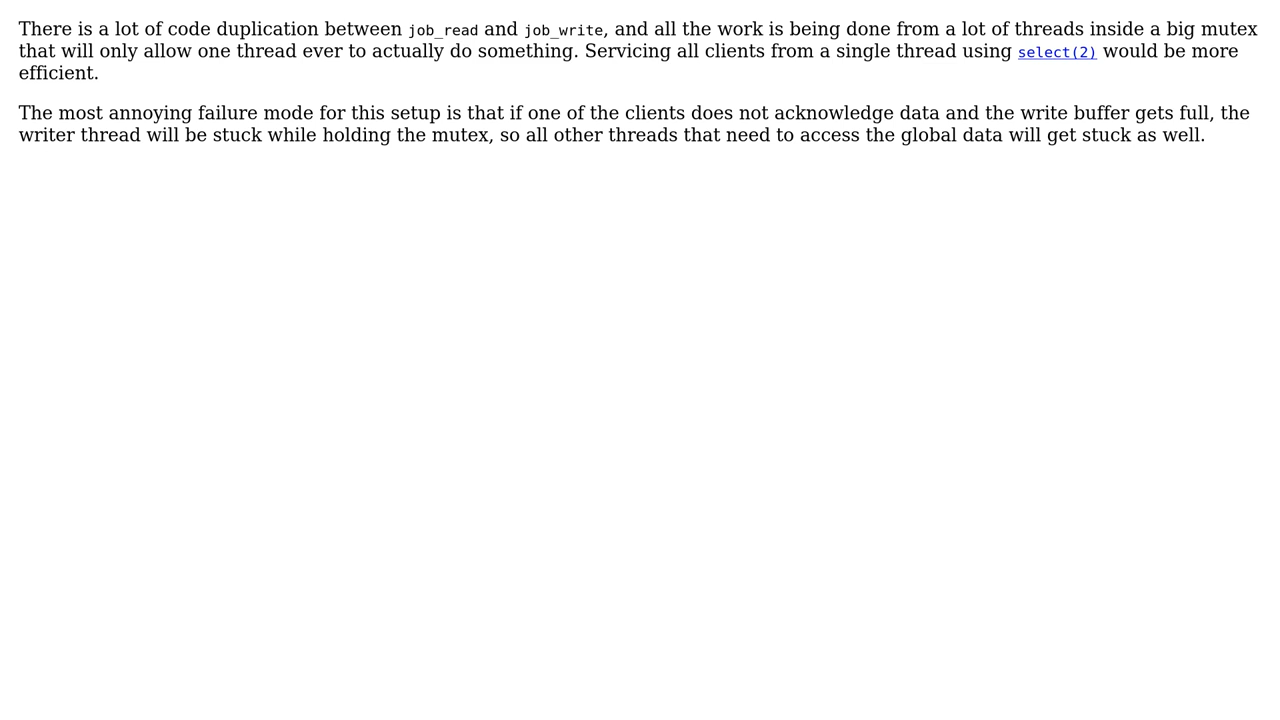 There is a lot of code duplication between job_read and job_write, and all the work is being done from a lot of threads inside a big mutex
that will only allow one thread ever to actually do something. Servicing all clients from a single thread using select(2) would be more
efficient.
The most annoying failure mode for this setup is that if one of the clients does not acknowledge data and the write buffer gets full, the
writer thread will be stuck while holding the mutex, so all other threads that need to access the global data will get stuck as well.